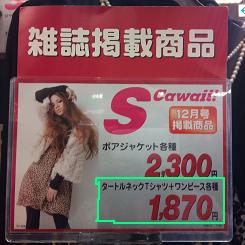 雑誌掲載商品
S Cawaii!
12月号
掲載商品
ボアジャケット各種
2,300円
タートルネックTシャツ+ワンピース各種
1,870円